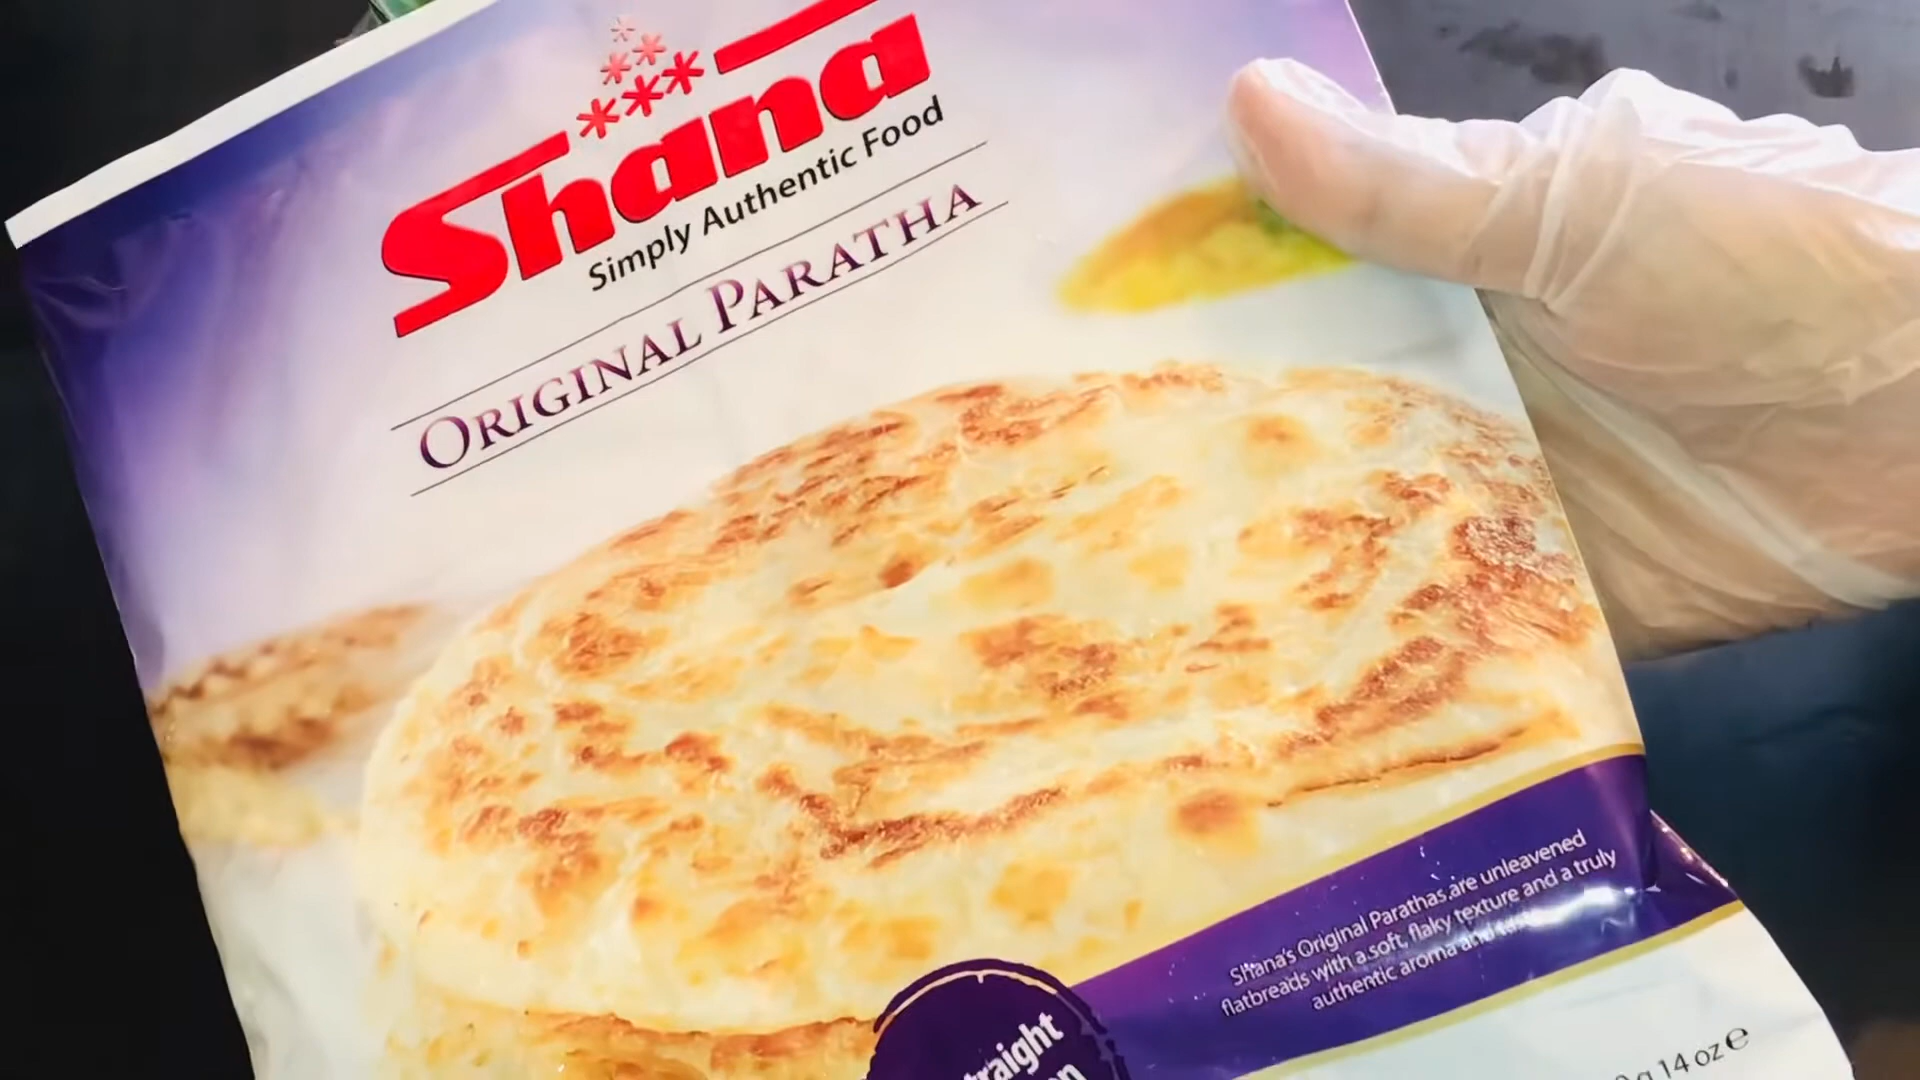 Shana
Simply Authentic Food
ORIGINAL PARATHA
Shana's Original Parathas are unleavened
flatbreads with a soft, flaky texture and a truly
authentic aroma and
14 oz ℮